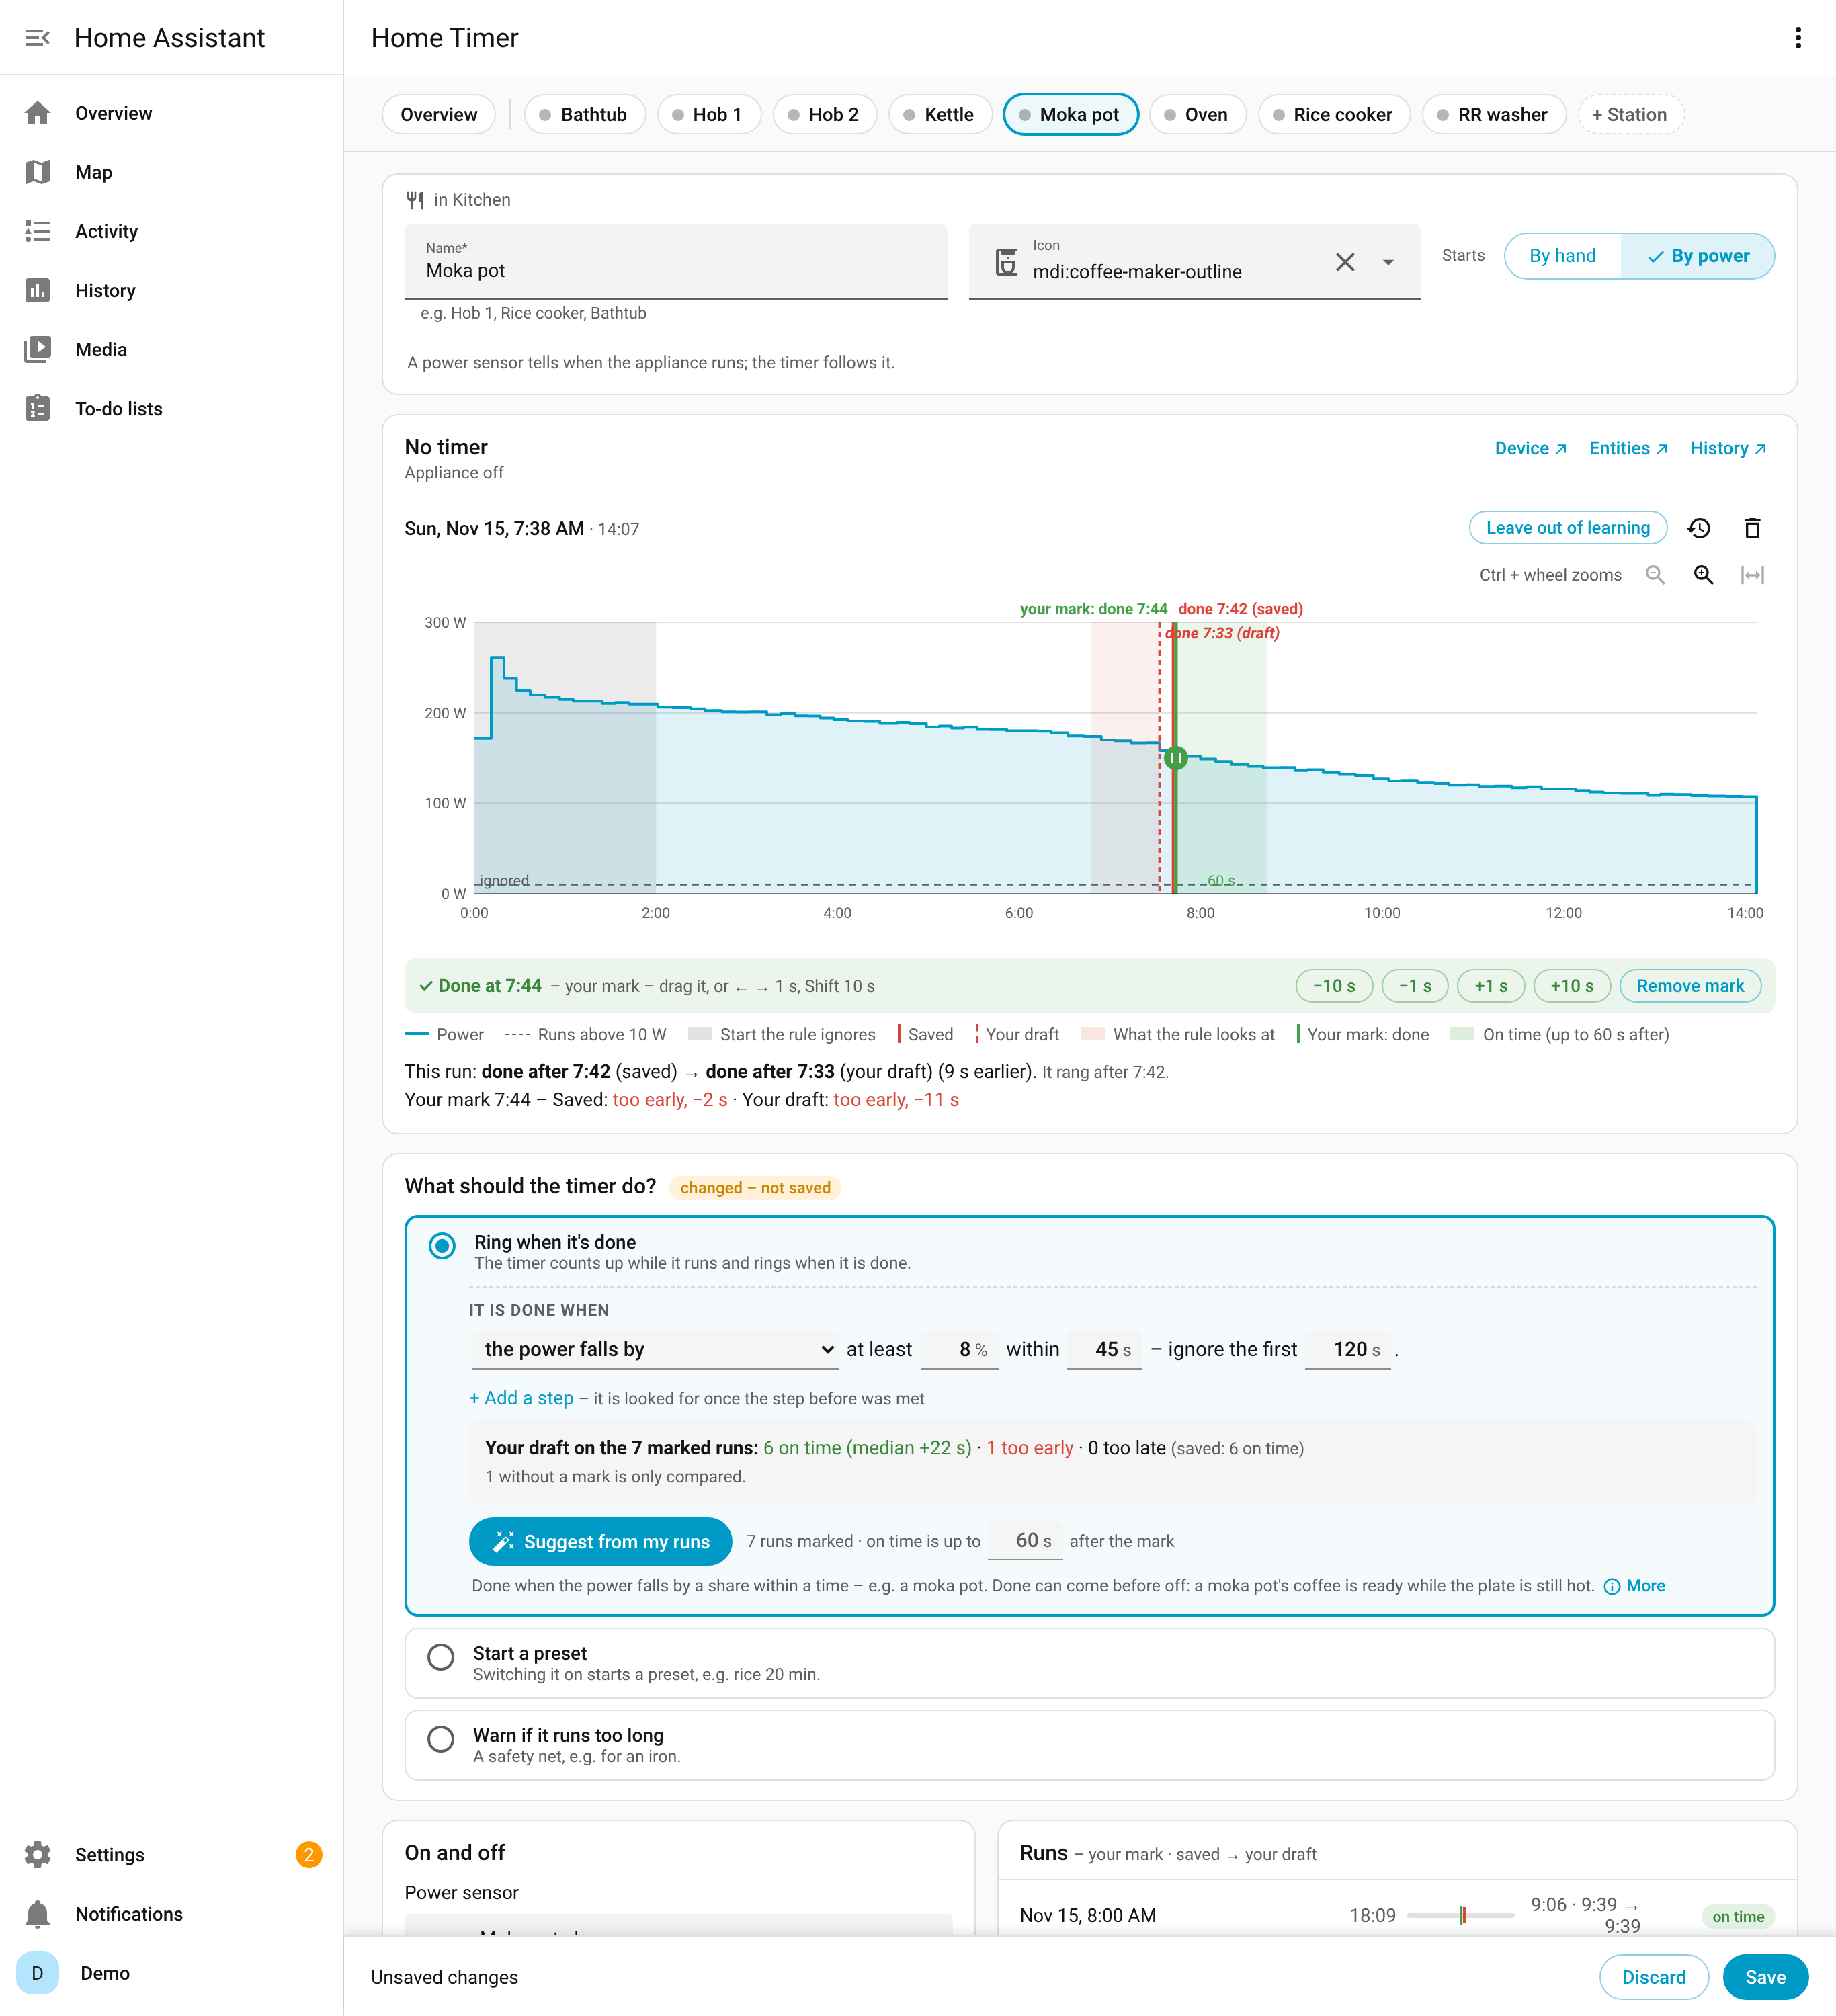 Home Assistant
Home Timer
Overview
Map
Activity
History
Media
To-do lists
Settings
2
Notifications
D
Demo
Overview
Bathtub
Hob 1
Hob 2
Kettle
Moka pot
Oven
Rice cooker
RR washer
+ Station
in Kitchen
Name*
Moka pot
e.g. Hob 1, Rice cooker, Bathtub
Icon
mdi:coffee-maker-outline
Starts
By hand
By power
A power sensor tells when the appliance runs; the timer follows it.
No timer
Appliance off
Device
Entities
History
Sun, Nov 15, 7:38 AM · 14:07
Leave out of learning
Ctrl + wheel zooms
your mark: done 7:44
done 7:42 (saved)
done 7:33 (draft)
300 W
200 W
100 W
0 W
ignored
60 s
0:00
2:00
4:00
6:00
8:00
10:00
12:00
14:00
Done at 7:44 – your mark – drag it, or ← → 1 s, Shift 10 s
−10 s
−1 s
+1 s
+10 s
Remove mark
Power
Runs above 10 W
Start the rule ignores
Saved
Your draft
What the rule looks at
Your mark: done
On time (up to 60 s after)
This run: done after 7:42 (saved) → done after 7:33 (your draft) (9 s earlier). It rang after 7:42.
Your mark 7:44 – Saved: too early, −2 s · Your draft: too early, −11 s
What should the timer do?
changed – not saved
Ring when it's done
The timer counts up while it runs and rings when it is done.
IT IS DONE WHEN
the power falls by at least 8 % within 45 s – ignore the first 120 s .
+ Add a step – it is looked for once the step before was met
Your draft on the 7 marked runs: 6 on time (median +22 s) · 1 too early · 0 too late (saved: 6 on time)
1 without a mark is only compared.
Suggest from my runs
7 runs marked · on time is up to 60 s after the mark
Done when the power falls by a share within a time – e.g. a moka pot. Done can come before off: a moka pot's coffee is ready while the plate is still hot. More
Start a preset
Switching it on starts a preset, e.g. rice 20 min.
Warn if it runs too long
A safety net, e.g. for an iron.
On and off
Power sensor
Runs – your mark · saved → your draft
Nov 15, 8:00 AM
18:09
9:06 · 9:39 →
9:39
on time
Unsaved changes
Discard
Save